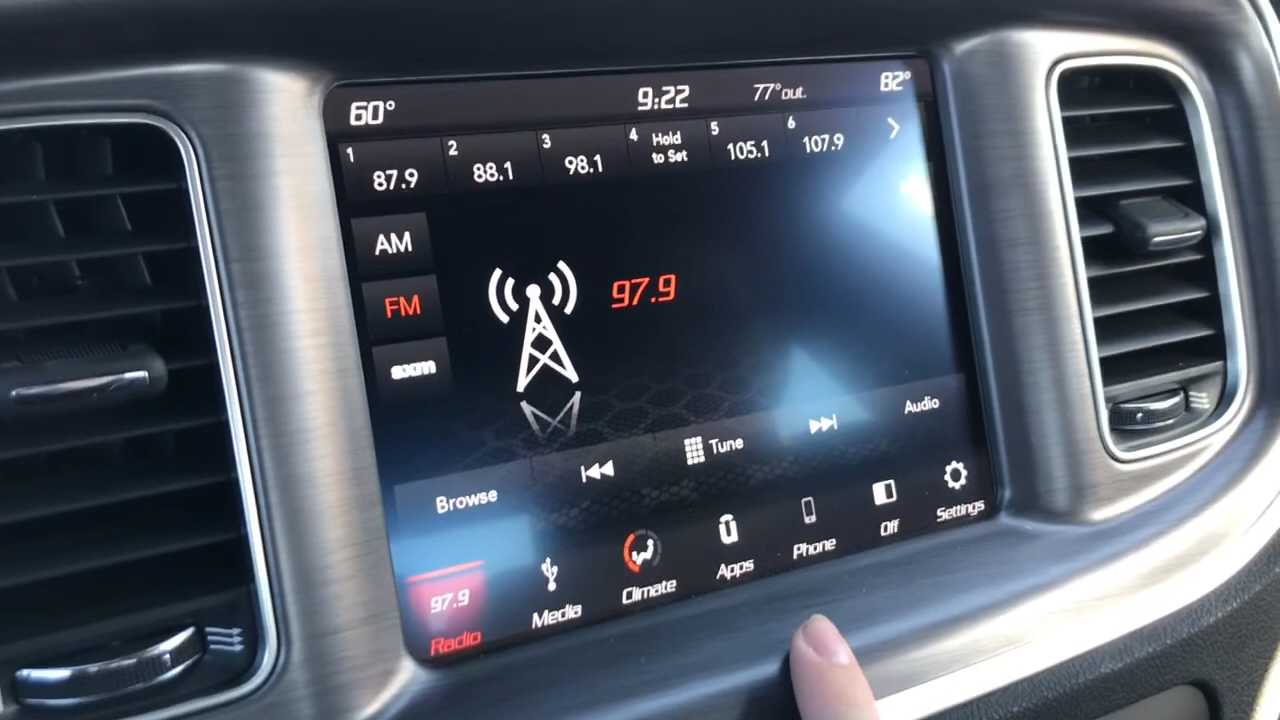 60°
9:22
77° out.
82°
1
87.9
2
88.1
3
98.1
4
Hold
to Set
5
105.1
6
107.9
AM
FM
sxm
97.9
Browse
Tune
Audio
97.9
Radio
Media
Climate
Apps
Phone
Off
Settings